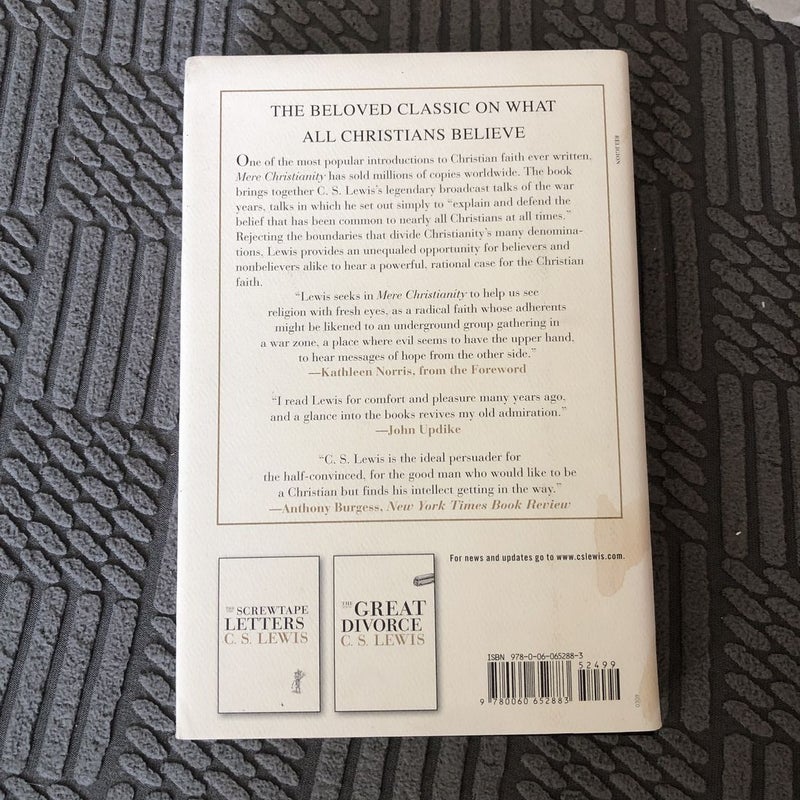 THE BELOVED CLASSIC ON WHAT
ALL CHRISTIANS BELIEVE
One of the most popular introductions to Christian faith ever written,
Mere Christianity has sold millions of copies worldwide. The book
brings together C. S. Lewis's legendary broadcast talks of the war
years, talks in which he set out simply to “explain and defend the
belief that has been common to nearly all Christians at all times.”
Rejecting the boundaries that divide Christianity's many denomina-
tions, Lewis provides an unequaled opportunity for believers and
nonbelievers alike to hear a powerful, rational case for the Christian
faith.
“Lewis seeks in Mere Christianity to help us see
religion with fresh eyes, as a radical faith whose adherents
might be likened to an underground group gathering in
a war zone, a place where evil seems to have the upper hand,
to hear messages of hope from the other side.”
—Kathleen Norris, from the Foreword
“I read Lewis for comfort and pleasure many years ago,
and a glance into the books revives my old admiration.”
—John Updike
“C. S. Lewis is the ideal persuader for
the half-convinced, for the good man who would like to be
a Christian but finds his intellect getting in the way.”
—Anthony Burgess, New York Times Book Review
RELIGION
THE SCREWTAPE
LETTERS
C. S. LEWIS
THE GREAT
DIVORCE
C. S. LEWIS
For news and updates go to www.cslewis.com.
ISBN 978-0-06-065288-3
52499
9 780060 652883